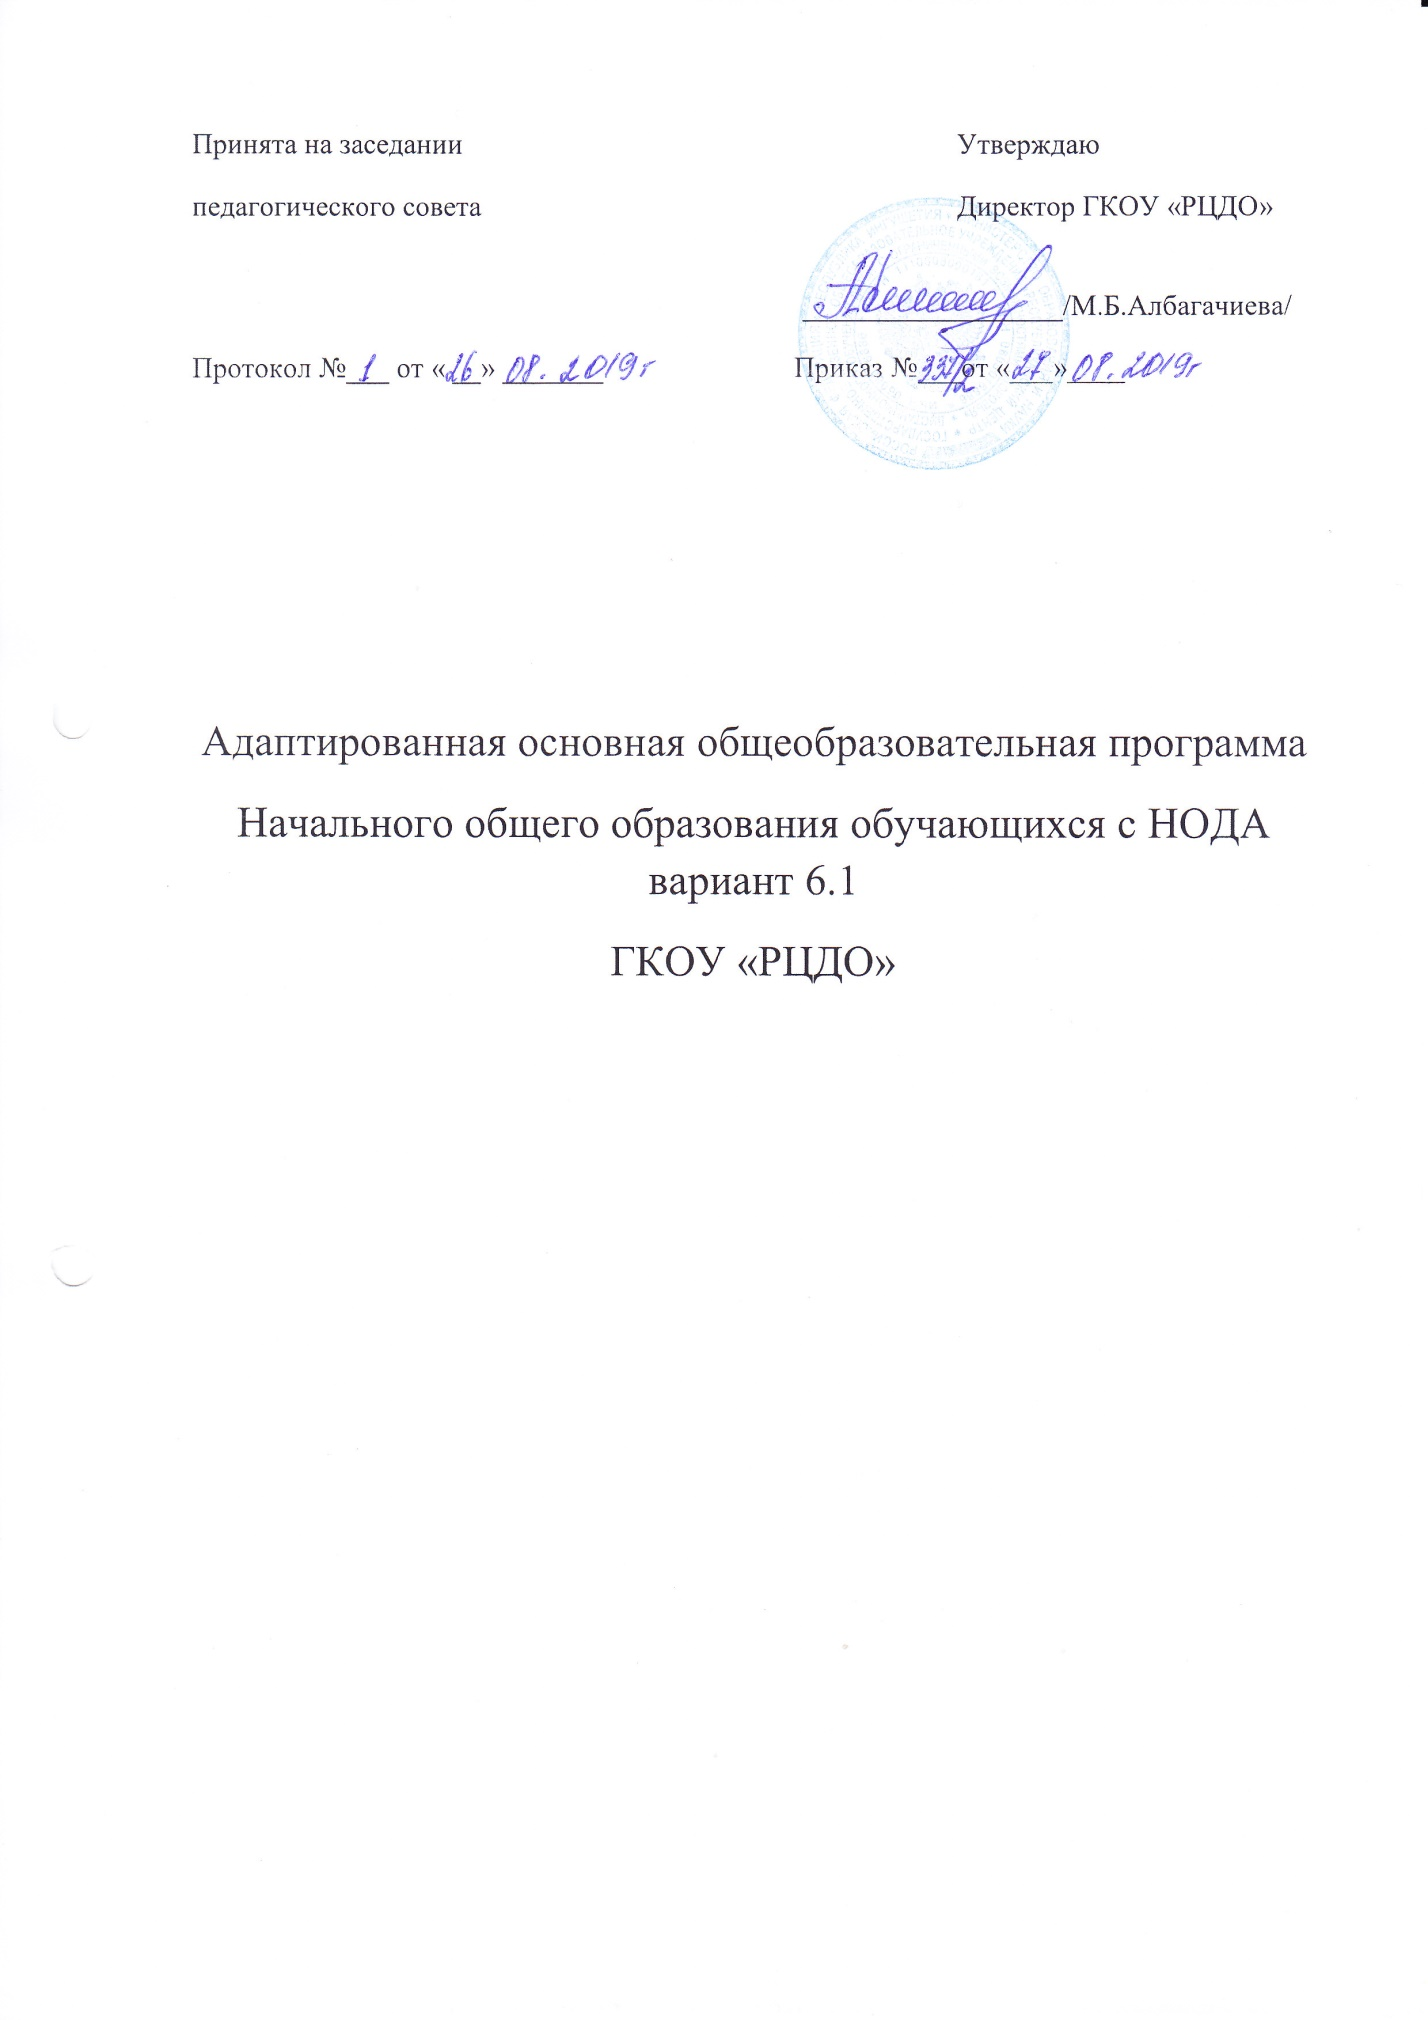 Принята на заседании
Утверждаю
педагогического совета
Директор ГКОУ «РЦДО»
/М.Б.Албагачиева/
Протокол № 1 от «26» 08. 2019г
Приказ № от «27» 08. 2019г
Адаптированная основная общеобразовательная программа
Начального общего образования обучающихся с НОДА
вариант 6.1
ГКОУ «РЦДО»